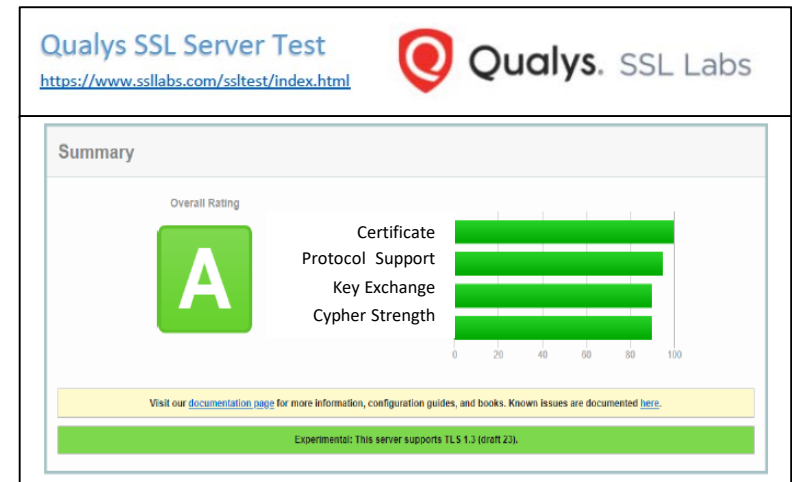 Qualys SSL Server Test
https://www.ssllabs.com/ssltest/index.html
Qualys. SSL Labs
Summary
Overall Rating
A
Certificate
Protocol Support
Key Exchange
Cypher Strength
0 20 40 60 80 100
Visit our documentation page for more information, configuration guides, and books. Known issues are documented here.
Experimental: This server supports TLS 1.3 (draft 23).